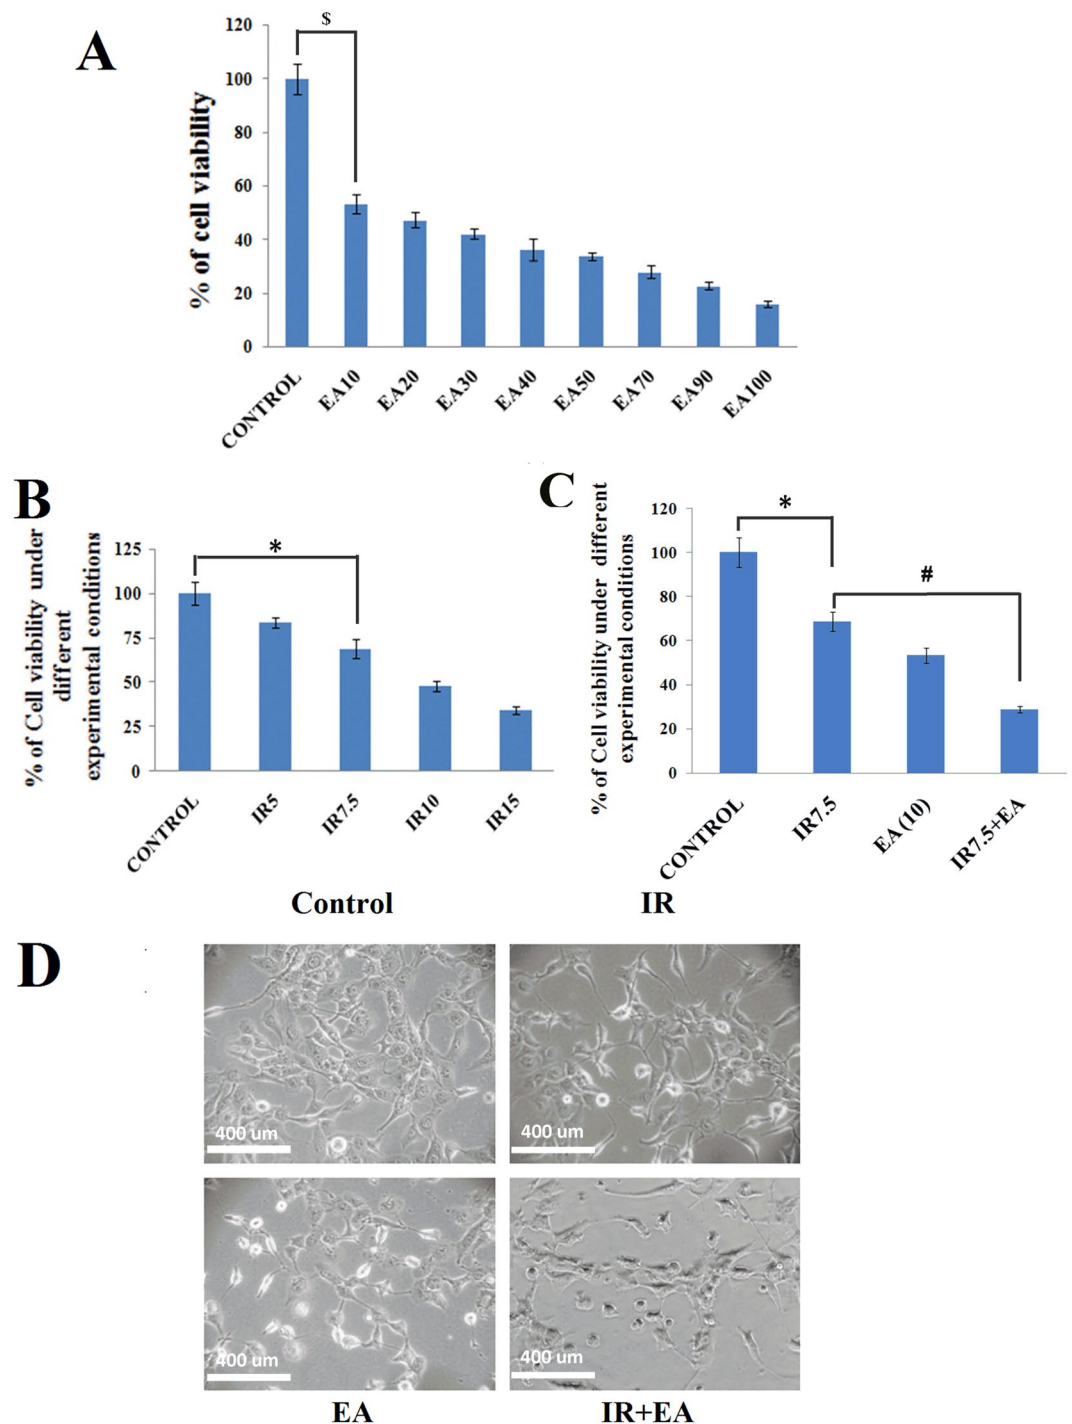 A
$
% of cell viability
120
100
80
60
40
20
0
CONTROL
EA10
EA20
EA30
EA40
EA50
EA70
EA90
EA100
B
% of Cell viability under
different
experimental conditions
*
125
100
75
50
25
0
CONTROL
IR5
IR7.5
IR10
IR15
C
% of Cell viability under different
experimental conditions
*
#
120
100
80
60
40
20
0
CONTROL
IR7.5
EA (10)
IR7.5+EA
D
Control
IR
400 um
400 um
400 um
400 um
EA
IR+EA